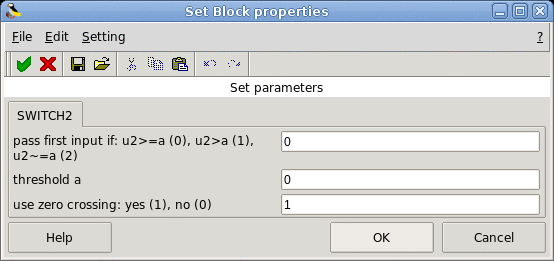 Set Block properties
File Edit Setting ?
Set parameters
SWITCH2
pass first input if: u2>=a (0), u2>a (1), 0
u2~=a (2)
threshold a 0
use zero crossing: yes (1), no (0) 1
Help OK Cancel